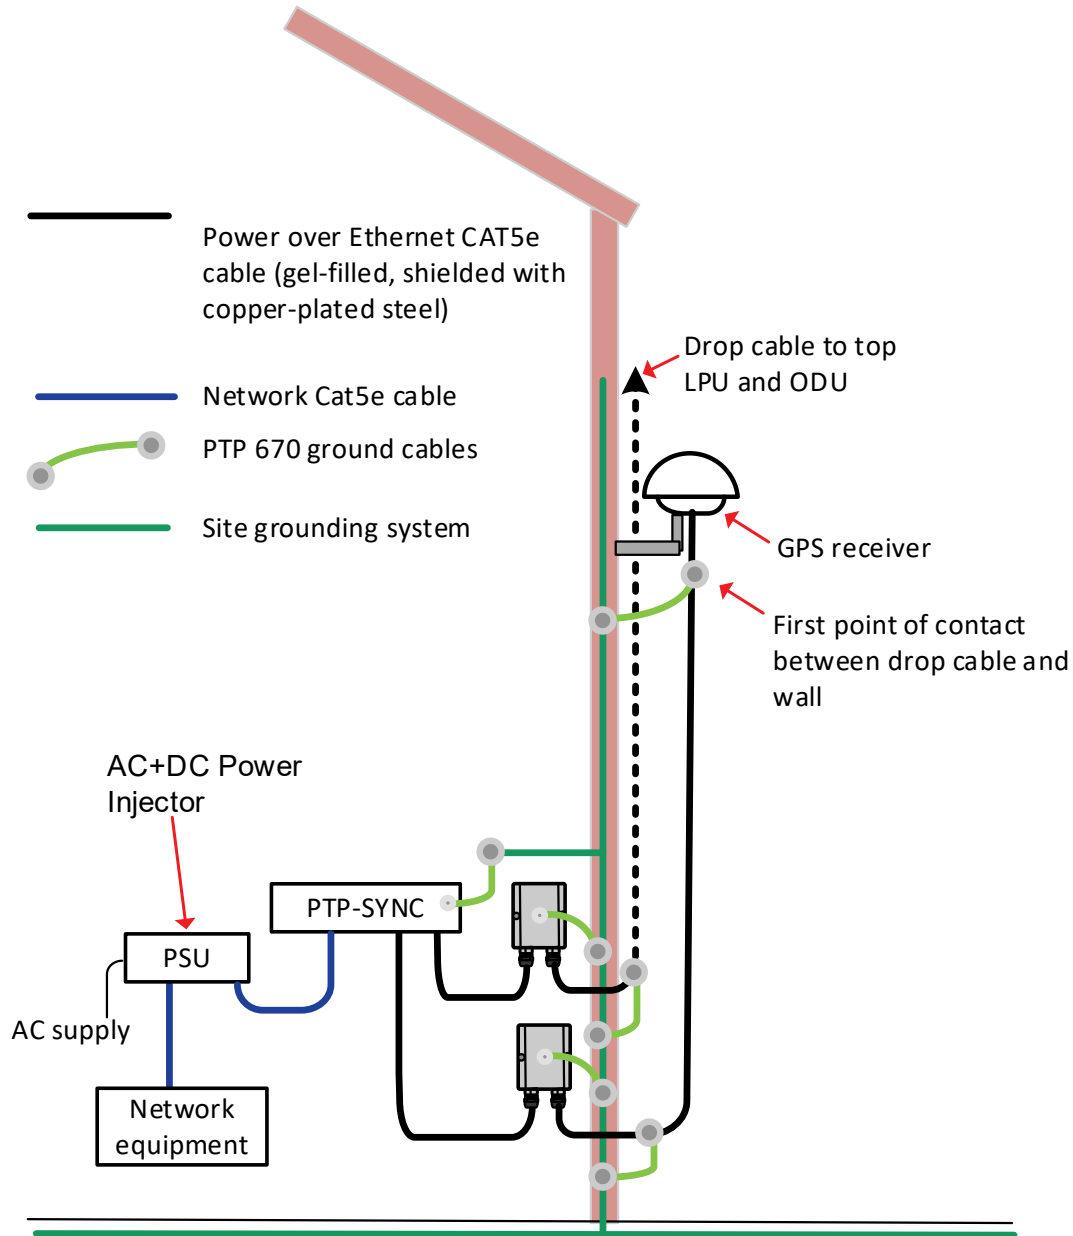 Power over Ethernet CAT5e
cable (gel-filled, shielded with
copper-plated steel)
Network Cat5e cable
PTP 670 ground cables
Site grounding system
Drop cable to top
LPU and ODU
GPS receiver
First point of contact
between drop cable and
wall
AC+DC Power
Injector
PTP-SYNC
PSU
AC supply
Network
equipment